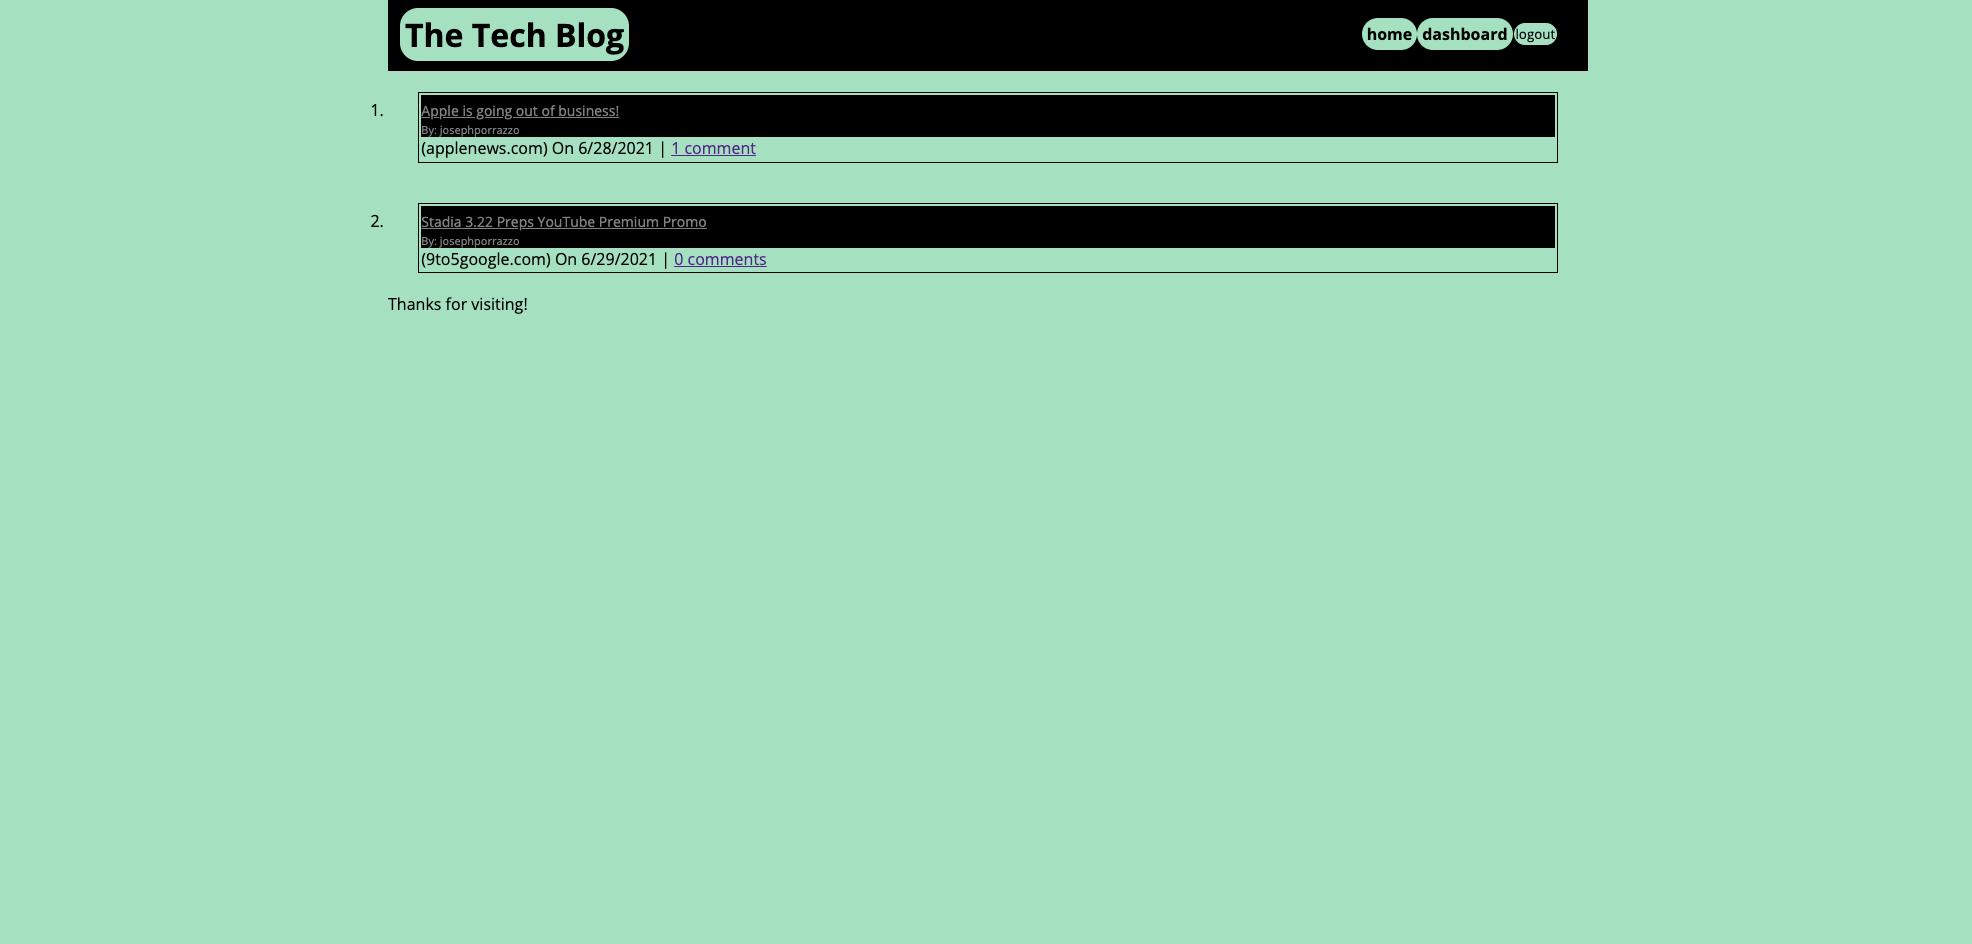 The Tech Blog
home dashboard logout
1. Apple is going out of business!
By: josephporrazzo
(applenews.com) On 6/28/2021 | 1 comment
2. Stadia 3.22 Preps YouTube Premium Promo
By: josephporrazzo
(9to5google.com) On 6/29/2021 | 0 comments
Thanks for visiting!